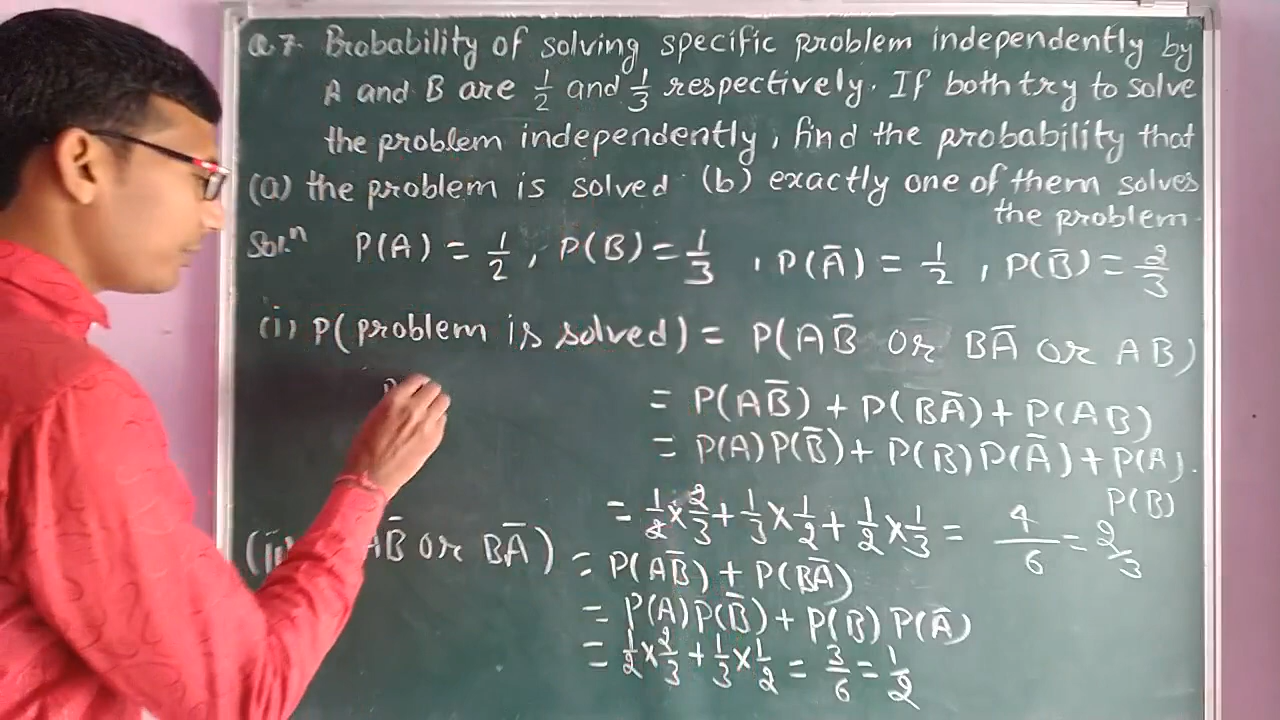 Q.7. Probability of solving specific problem independently by
A and B are 1/2 and 1/3 respectively. If both try to solve
the problem independently, find the probability that
(a) the problem is solved (b) exactly one of them solves
the problem.
Sol.ⁿ P(A) = 1/2, P(B) = 1/3, P(Ā) = 1/2, P(B̄) = 2/3
(i) P(problem is solved) = P(AB̄ or BĀ or AB)
= P(AB̄) + P(BĀ) + P(AB)
= P(A)P(B̄) + P(B)P(Ā) + P(A).
P(B)
= 1/2 × 2/3 + 1/3 × 1/2 + 1/2 × 1/3 = 4/6 = 2/3
(ii) AB̄ or BĀ) = P(AB̄) + P(BĀ)
= P(A)P(B̄) + P(B)P(Ā)
= 1/2 × 2/3 + 1/3 × 1/2 = 3/6 = 1/2